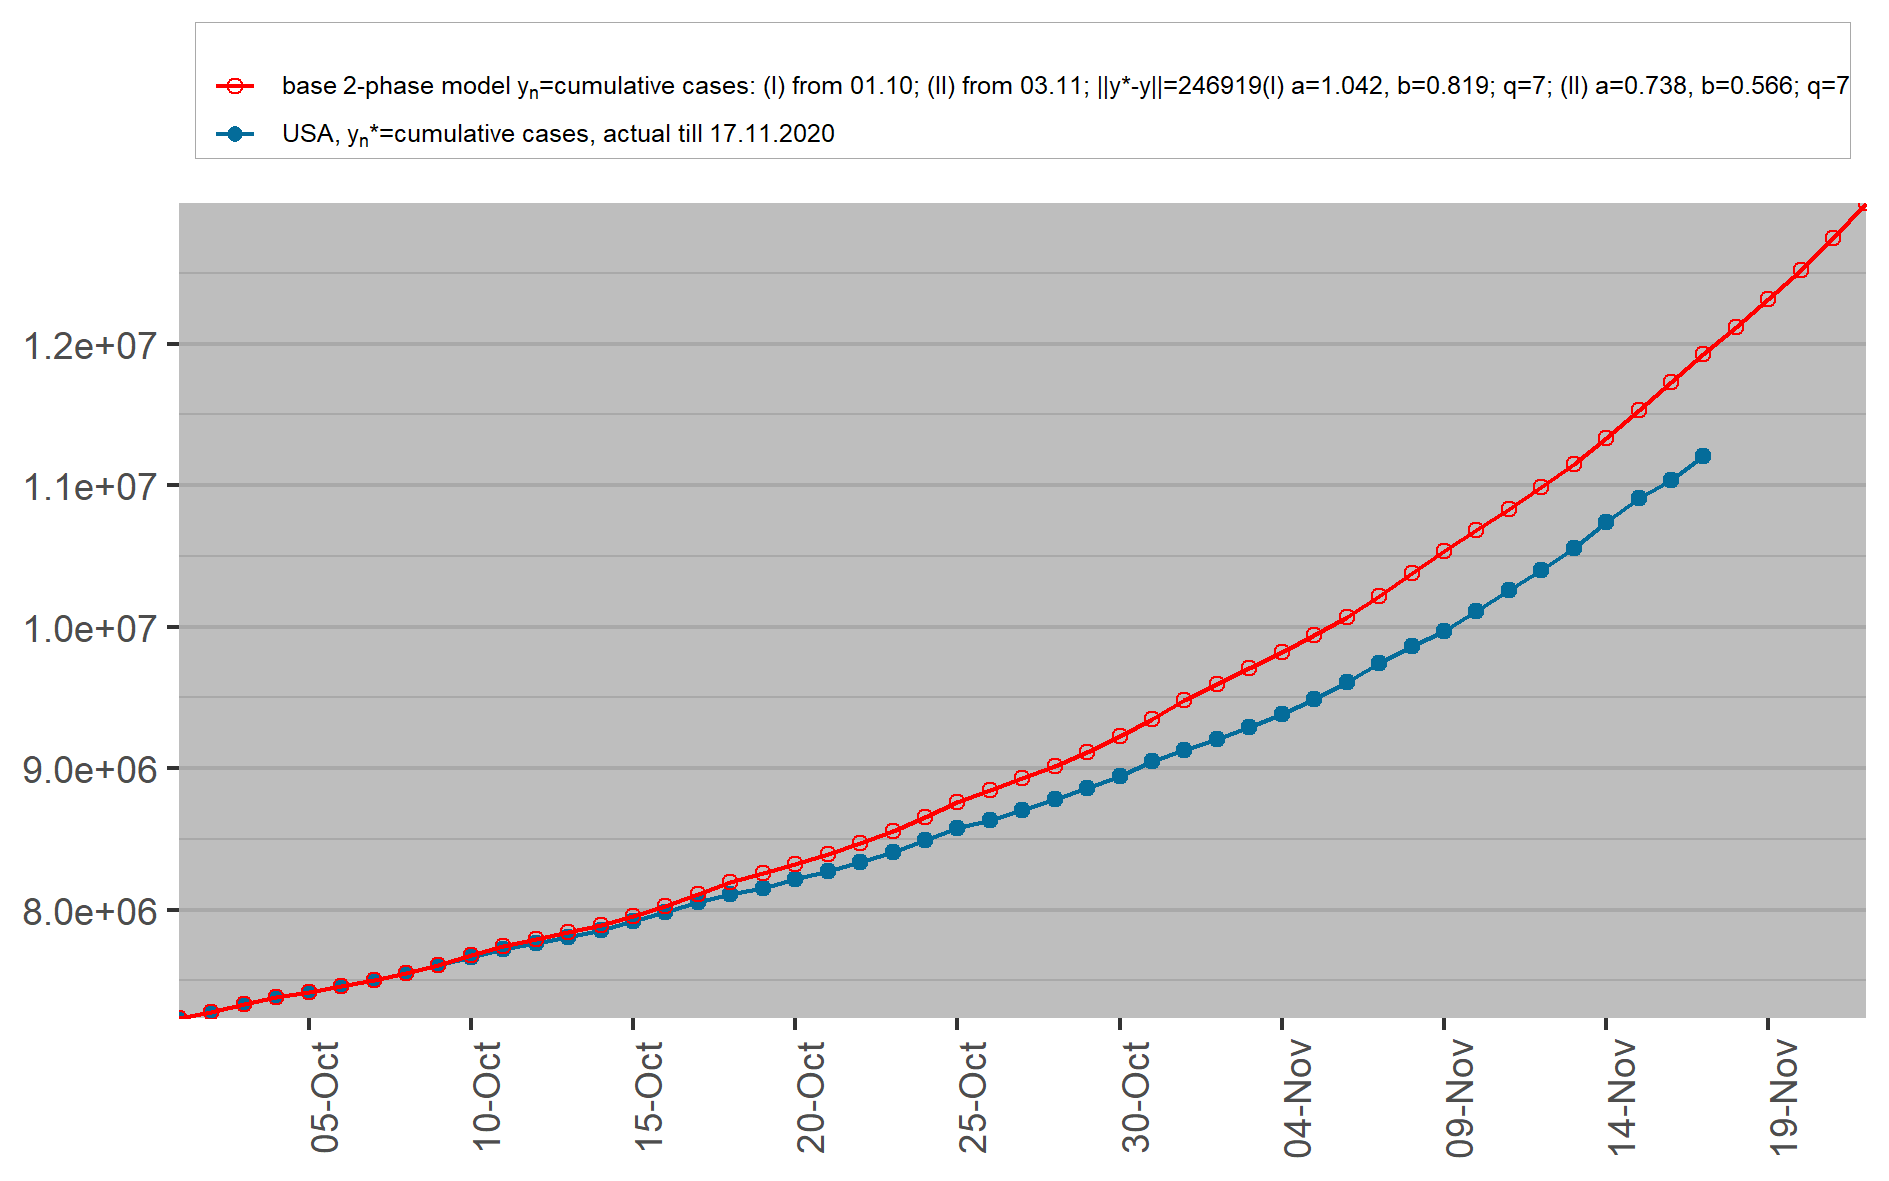 base 2-phase model yn=cumulative cases: (I) from 01.10; (II) from 03.11; ||y*-y||=246919(I) a=1.042, b=0.819; q=7; (II) a=0.738, b=0.566; q=7
USA, yn*=cumulative cases, actual till 17.11.2020
1.2e+07
1.1e+07
1.0e+07
9.0e+06
8.0e+06
05-Oct
10-Oct
15-Oct
20-Oct
25-Oct
30-Oct
04-Nov
09-Nov
14-Nov
19-Nov